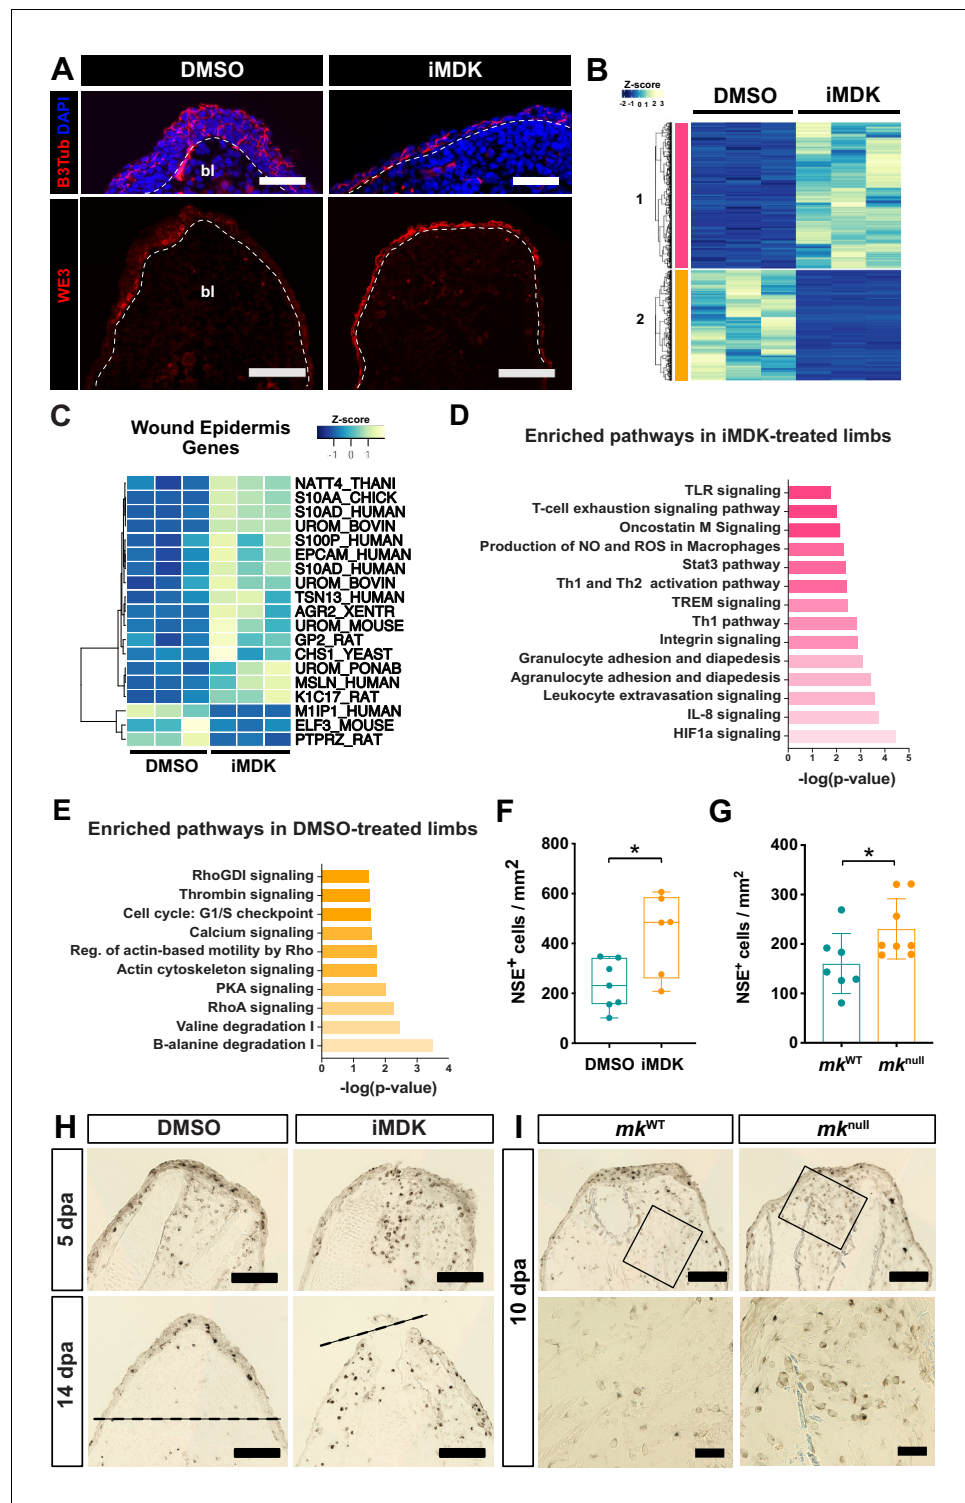 A
DMSO
iMDK
B3Tub DAPI
bl
WE3
bl
B
Z-score
-2 -1 0 1 2 3
DMSO
iMDK
1
2
C
Wound Epidermis
Genes
Z-score
-1 0 1
NATT4_THANI
S10AA_CHICK
S10AD_HUMAN
UROM_BOVIN
S100P_HUMAN
EPCAM_HUMAN
S10AD_HUMAN
UROM_BOVIN
TSN13_HUMAN
AGR2_XENTR
UROM_MOUSE
GP2_RAT
CHS1_YEAST
UROM_PONAB
MSLN_HUMAN
K1C17_RAT
M1IP1_HUMAN
ELF3_MOUSE
PTPRZ_RAT
DMSO
iMDK
D
Enriched pathways in iMDK-treated limbs
TLR signaling
T-cell exhaustion signaling pathway
Oncostatin M Signaling
Production of NO and ROS in Macrophages
Stat3 pathway
Th1 and Th2 activation pathway
TREM signaling
Th1 pathway
Integrin signaling
Granulocyte adhesion and diapedesis
Agranulocyte adhesion and diapedesis
Leukocyte extravasation signaling
IL-8 signaling
HIF1a signaling
0 1 2 3 4 5
-log(p-value)
E
Enriched pathways in DMSO-treated limbs
RhoGDI signaling
Thrombin signaling
Cell cycle: G1/S checkpoint
Calcium signaling
Reg. of actin-based motility by Rho
Actin cytoskeleton signaling
PKA signaling
RhoA signaling
Valine degradation I
B-alanine degradation I
0 1 2 3 4
-log(p-value)
F
NSE+ cells / mm2
800
600
400
200
0
*
DMSO iMDK
G
NSE+ cells / mm2
400
300
200
100
0
*
mkWT mknull
H
DMSO
iMDK
5 dpa
14 dpa
I
mkWT
mknull
10 dpa